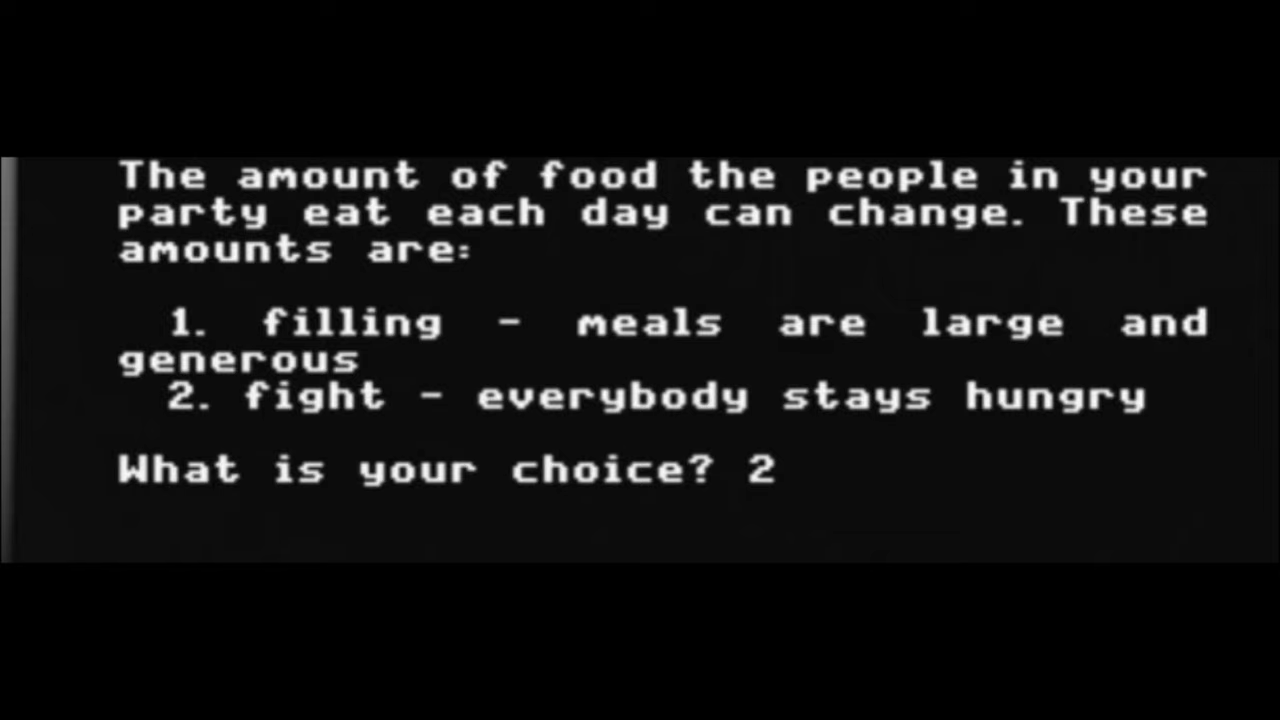 The amount of food the people in your
party eat each day can change. These
amounts are:
1. filling - meals are large and
generous
2. fight - everybody stays hungry
What is your choice? 2